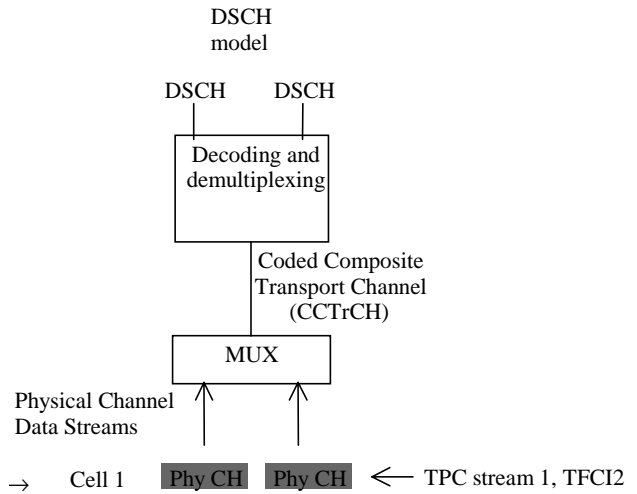 DSCH
model
DSCH DSCH
Decoding and
demultiplexing
Coded Composite
Transport Channel
(CCTrCH)
MUX
Physical Channel
Data Streams
→ Cell 1 Phy CH Phy CH TPC stream 1, TFCI2